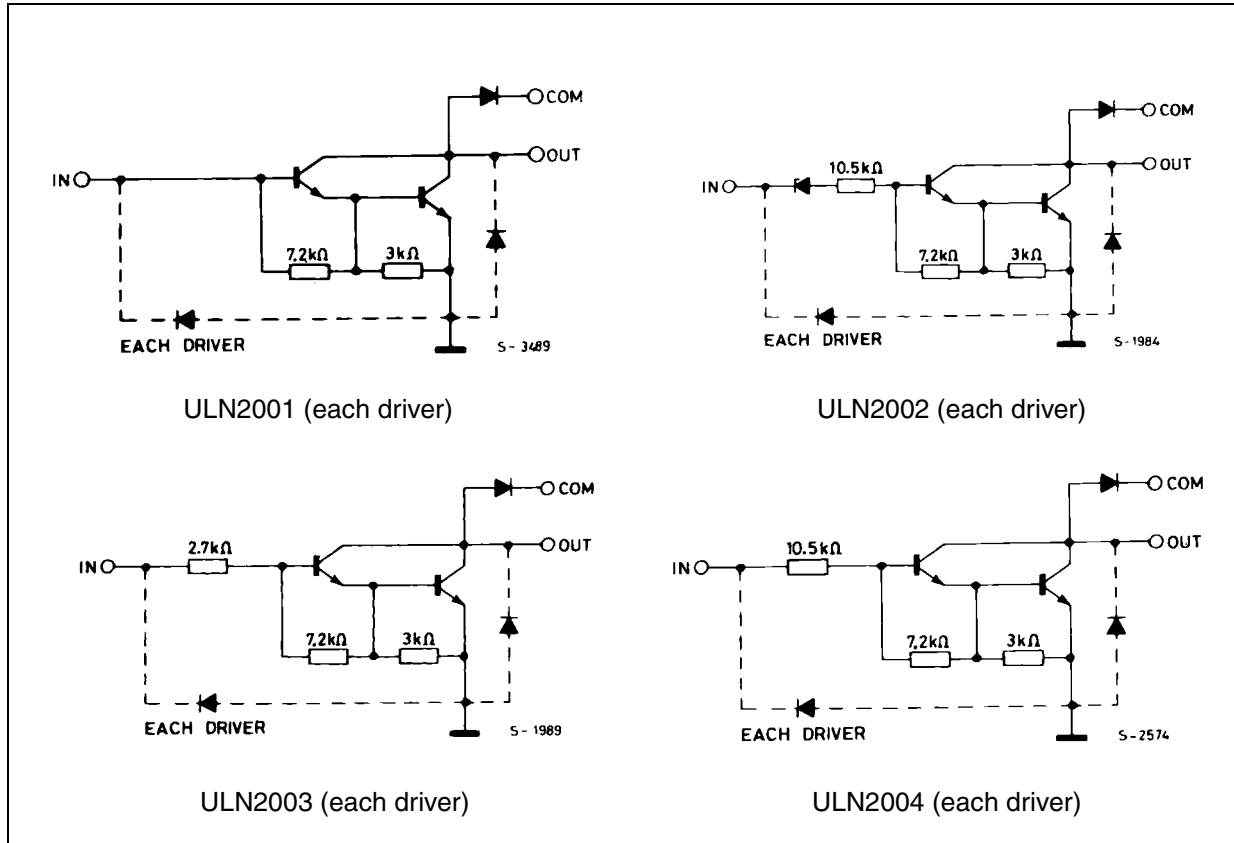 COM
OUT
IN
7.2kΩ
3kΩ
EACH DRIVER
S-3489
ULN2001 (each driver)
COM
OUT
10.5kΩ
IN
7.2kΩ
3kΩ
EACH DRIVER
S-1984
ULN2002 (each driver)
COM
OUT
2.7kΩ
IN
7.2kΩ
3kΩ
EACH DRIVER
S-1989
ULN2003 (each driver)
COM
OUT
10.5kΩ
IN
7.2kΩ
3kΩ
EACH DRIVER
S-2574
ULN2004 (each driver)